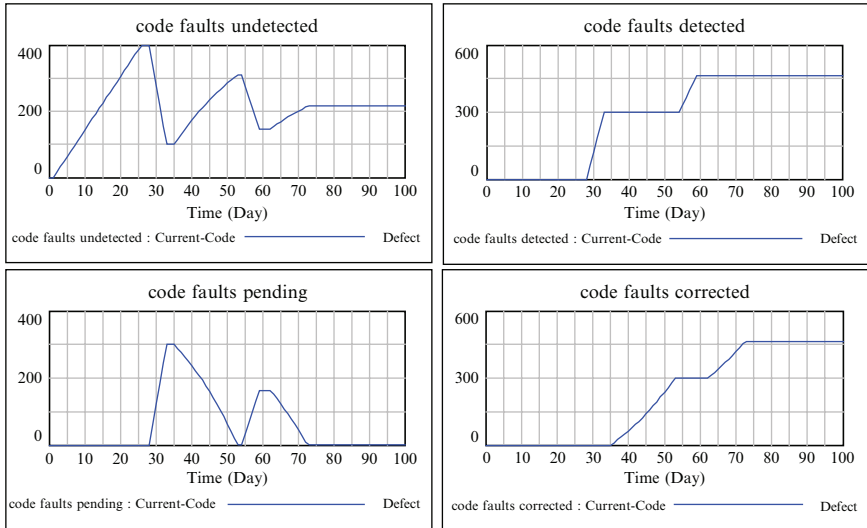 code faults undetected
400
200
0
0 10 20 30 40 50 60 70 80 90 100
Time (Day)
code faults undetected : Current-Code Defect
code faults detected
600
300
0
0 10 20 30 40 50 60 70 80 90 100
Time (Day)
code faults detected : Current-Code Defect
code faults pending
400
200
0
0 10 20 30 40 50 60 70 80 90 100
Time (Day)
code faults pending : Current-Code Defect
code faults corrected
600
300
0
0 10 20 30 40 50 60 70 80 90 100
Time (Day)
code faults corrected : Current-Code Defect